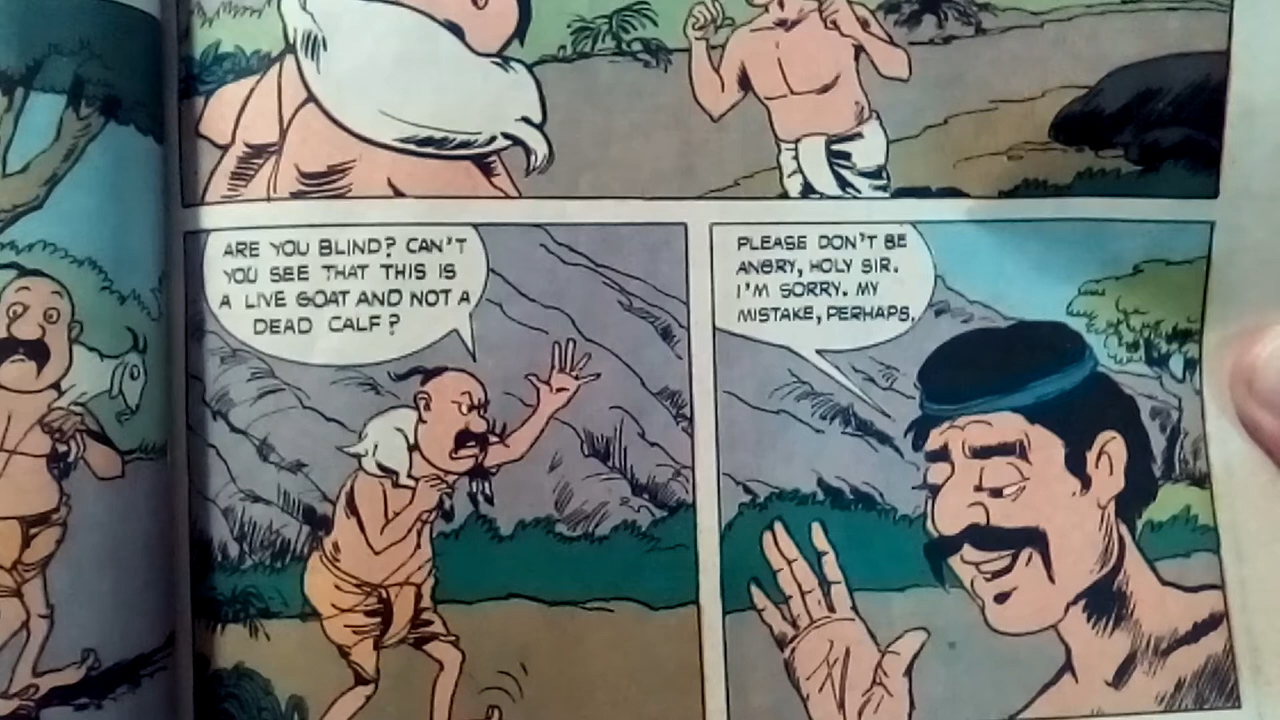 ARE YOU BLIND? CAN'T
YOU SEE THAT THIS IS
A LIVE GOAT AND NOT A
DEAD CALF?
PLEASE DON'T BE
ANGRY, HOLY SIR.
I'M SORRY. MY
MISTAKE, PERHAPS.